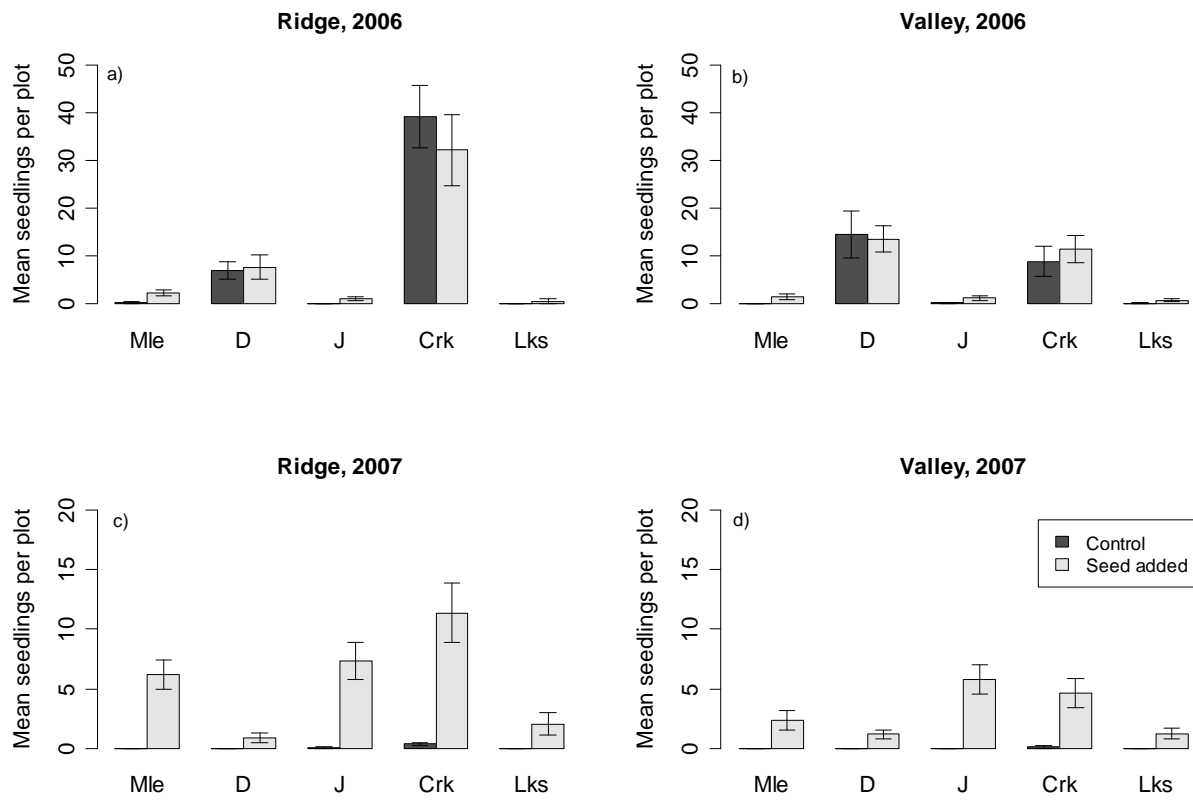 Ridge, 2006
a)
Mean seedlings per plot
0 10 20 30 40 50
Mle D J Crk Lks
Valley, 2006
b)
Mean seedlings per plot
0 10 20 30 40 50
Mle D J Crk Lks
Ridge, 2007
c)
Mean seedlings per plot
0 5 10 15 20
Mle D J Crk Lks
Valley, 2007
d)
Mean seedlings per plot
0 5 10 15 20
Control
Seed added
Mle D J Crk Lks